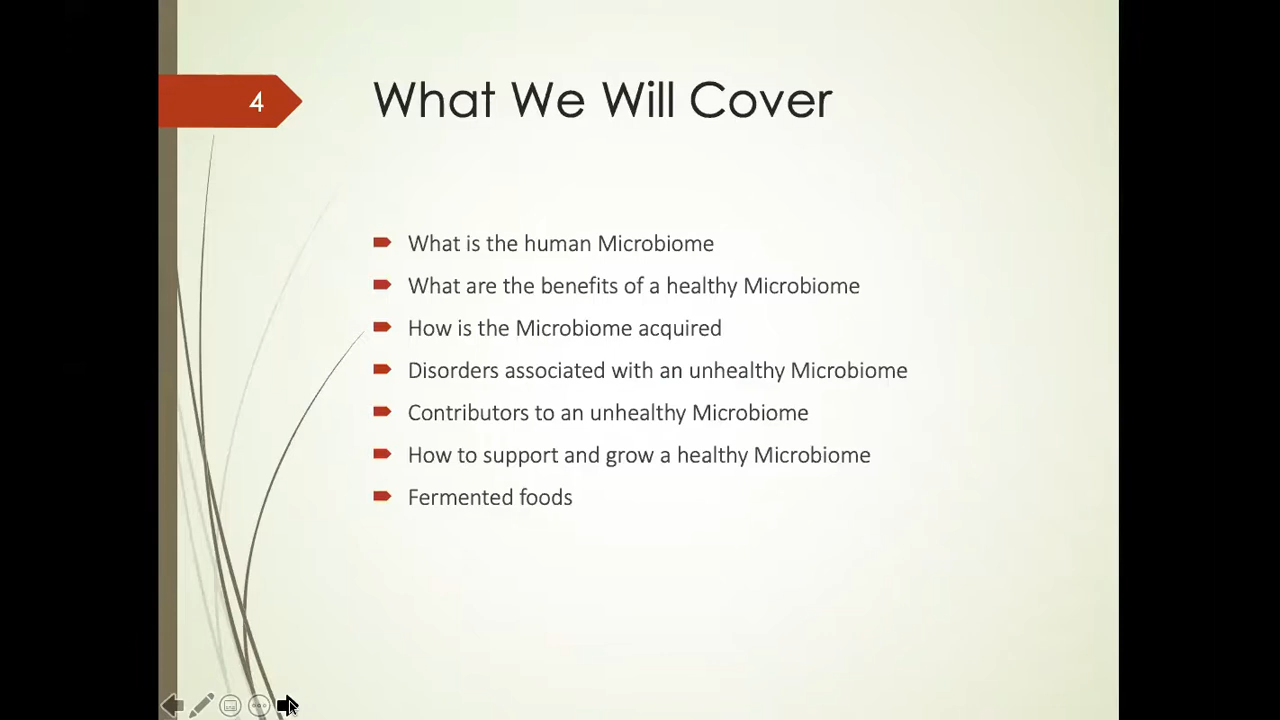 4
What We Will Cover
What is the human Microbiome
What are the benefits of a healthy Microbiome
How is the Microbiome acquired
Disorders associated with an unhealthy Microbiome
Contributors to an unhealthy Microbiome
How to support and grow a healthy Microbiome
Fermented foods